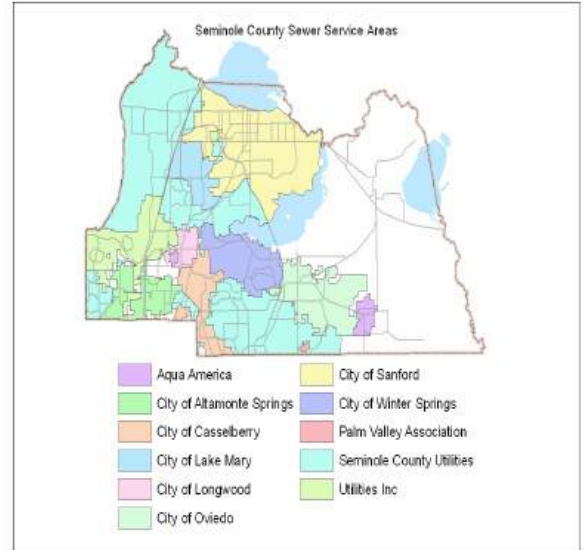 Seminole County Sewer Service Areas
Aqua America
City of Altamonte Springs
City of Casselberry
City of Lake Mary
City of Longwood
City of Oviedo
City of Sanford
City of Winter Springs
Palm Valley Association
Seminole County Utilities
Utilities Inc